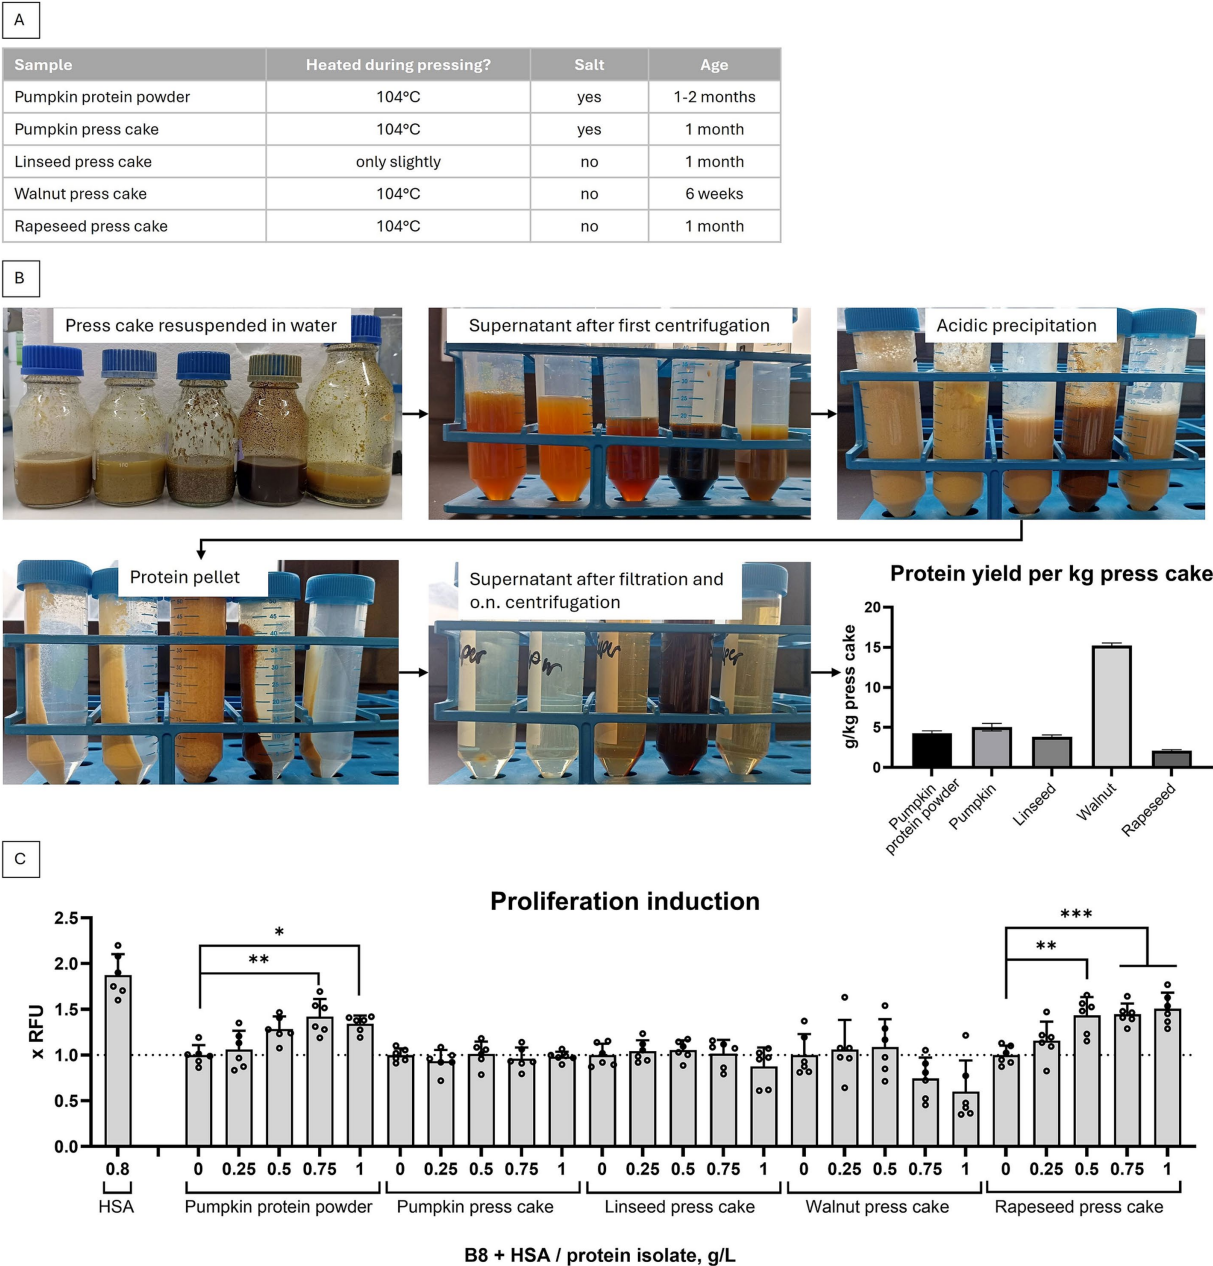 A
Sample Heated during pressing? Salt Age
Pumpkin protein powder 104°C yes 1-2 months
Pumpkin press cake 104°C yes 1 month
Linseed press cake only slightly no 1 month
Walnut press cake 104°C no 6 weeks
Rapeseed press cake 104°C no 1 month
B
Press cake resuspended in water
Supernatant after first centrifugation
Acidic precipitation
Protein pellet
Supernatant after filtration and
o.n. centrifugation
Protein yield per kg press cake
g/kg press cake
20
15
10
5
0
Pumpkin
protein powder
Pumpkin
Linseed
Walnut
Rapeseed
C
Proliferation induction
x RFU
2.5
2.0
1.5
1.0
0.5
0.0
* ** ** ***
0.8 0 0.25 0.5 0.75 1 0 0.25 0.5 0.75 1 0 0.25 0.5 0.75 1 0 0.25 0.5 0.75 1 0 0.25 0.5 0.75 1
HSA Pumpkin protein powder Pumpkin press cake Linseed press cake Walnut press cake Rapeseed press cake
B8 + HSA / protein isolate, g/L